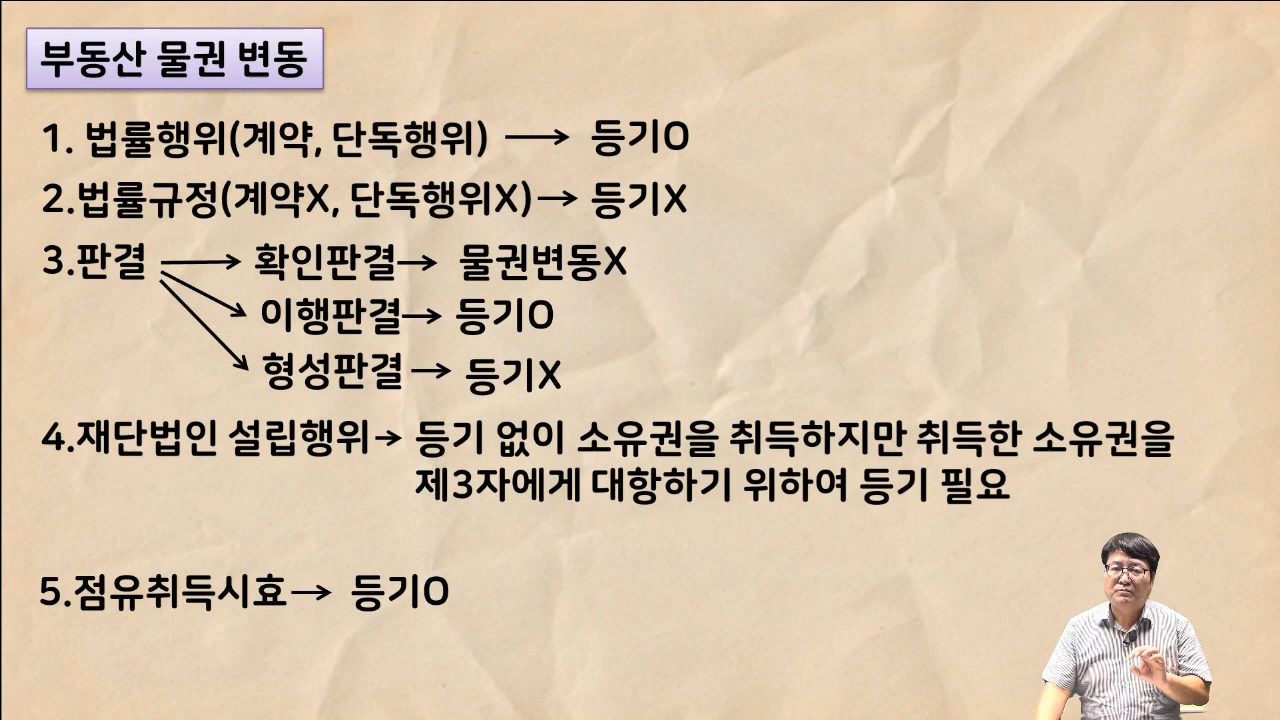 부동산 물권 변동
1. 법률행위(계약, 단독행위) → 등기O
2.법률규정(계약X, 단독행위X)→ 등기X
3.판결 → 확인판결→ 물권변동X
→ 이행판결→ 등기O
→ 형성판결→ 등기X
4.재단법인 설립행위→ 등기 없이 소유권을 취득하지만 취득한 소유권을
제3자에게 대항하기 위하여 등기 필요
5.점유취득시효→ 등기O